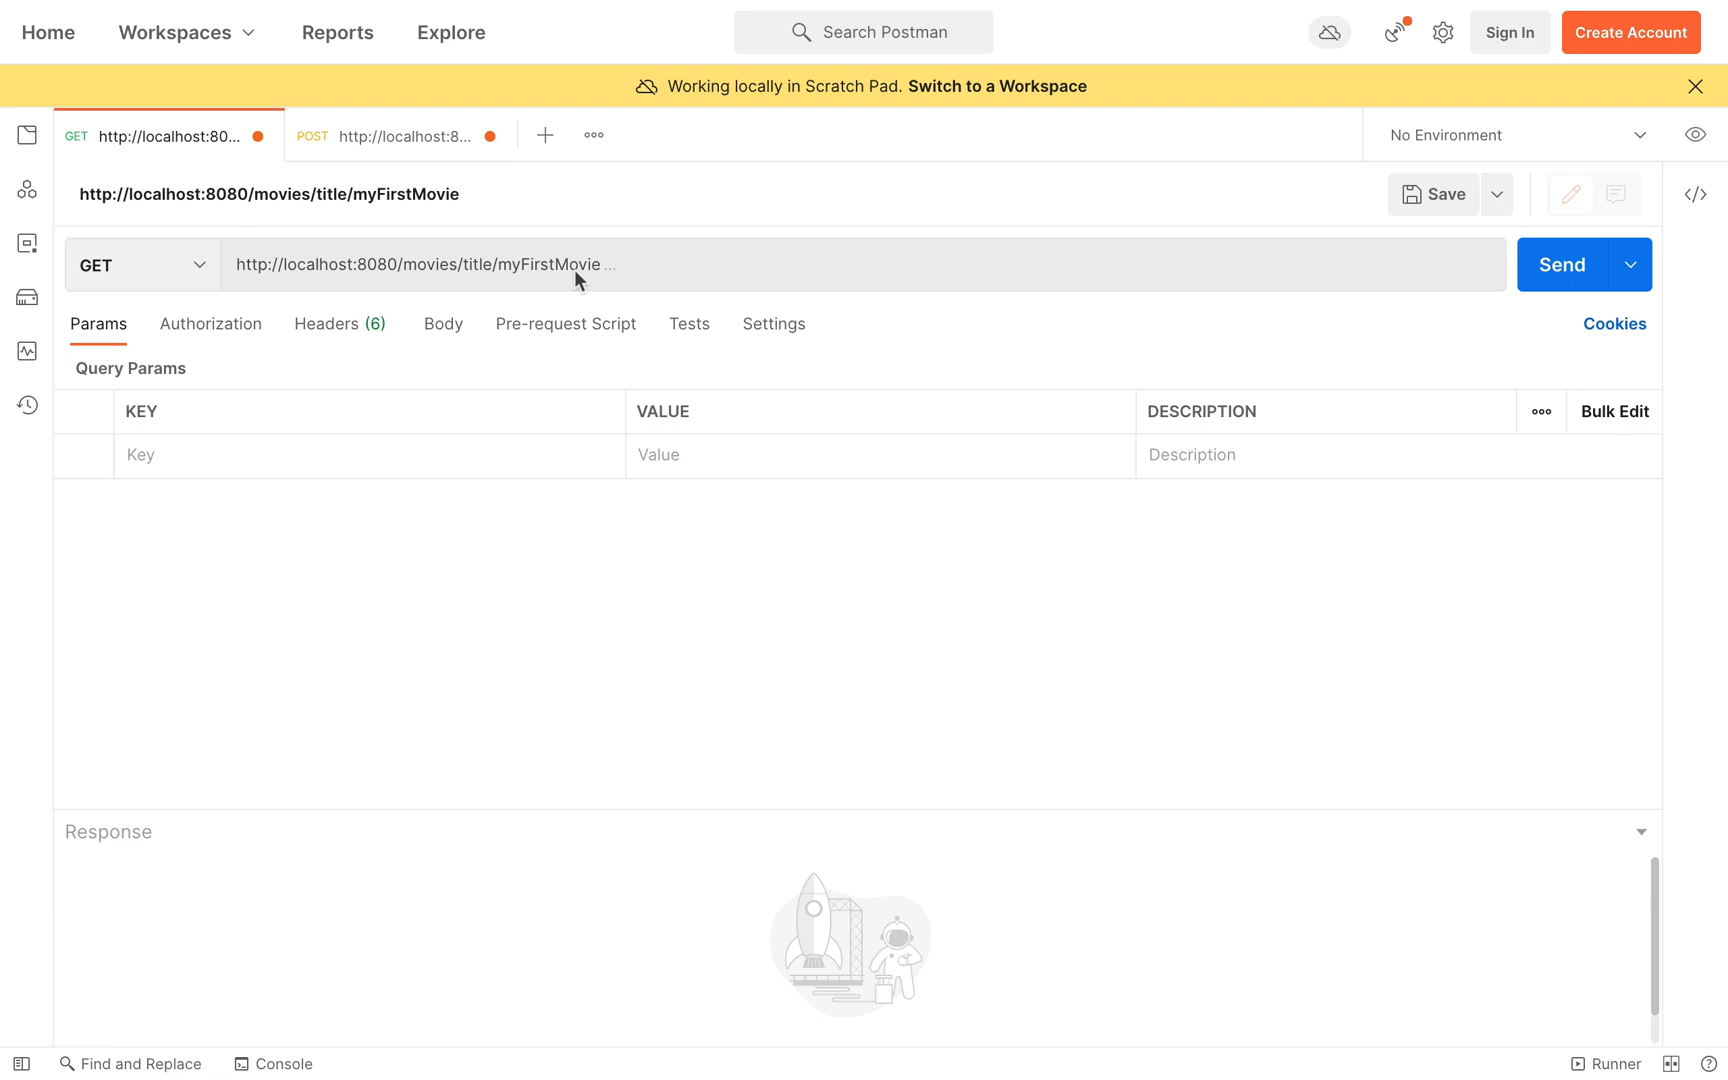 Home Workspaces Reports Explore Search Postman Sign In Create Account
Working locally in Scratch Pad. Switch to a Workspace
GET http://localhost:80... POST http://localhost:8... No Environment
http://localhost:8080/movies/title/myFirstMovie Save
GET http://localhost:8080/movies/title/myFirstMovie ... Send
Params Authorization Headers (6) Body Pre-request Script Tests Settings Cookies
Query Params
KEY VALUE DESCRIPTION Bulk Edit
Key Value Description
Response
Find and Replace Console Runner